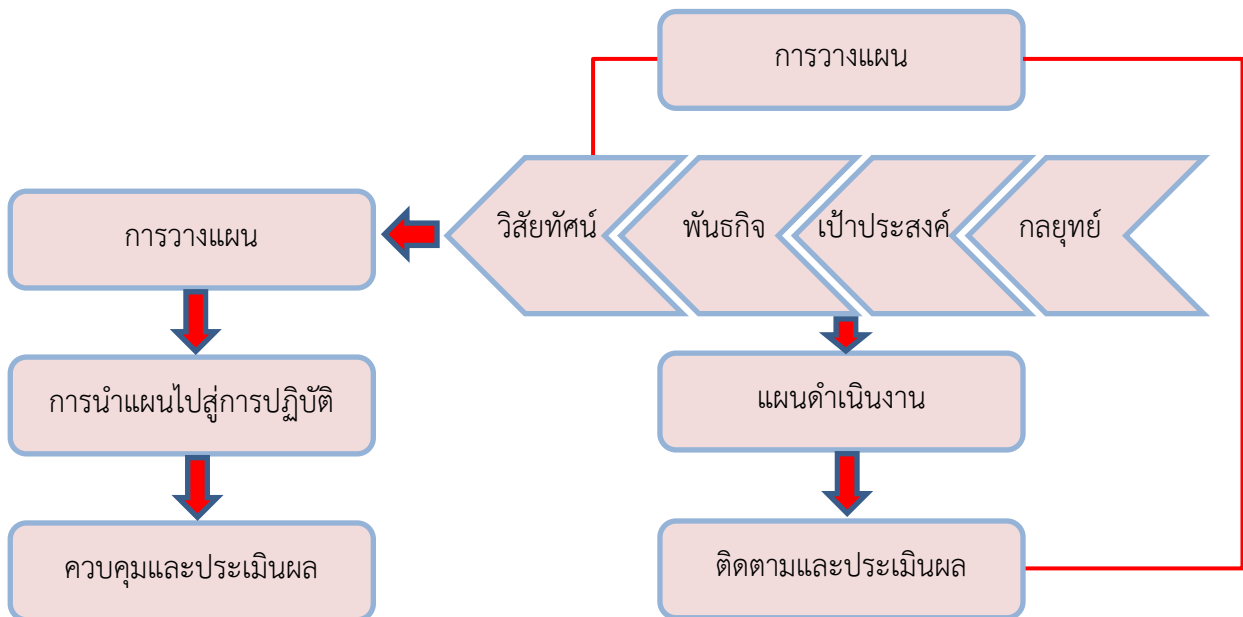 การวางแผน
วิสัยทัศน์
พันธกิจ
เป้าประสงค์
กลยุทย์
การวางแผน
การนำแผนไปสู่การปฏิบัติ
แผนดำเนินงาน
ควบคุมและประเมินผล
ติดตามและประเมินผล